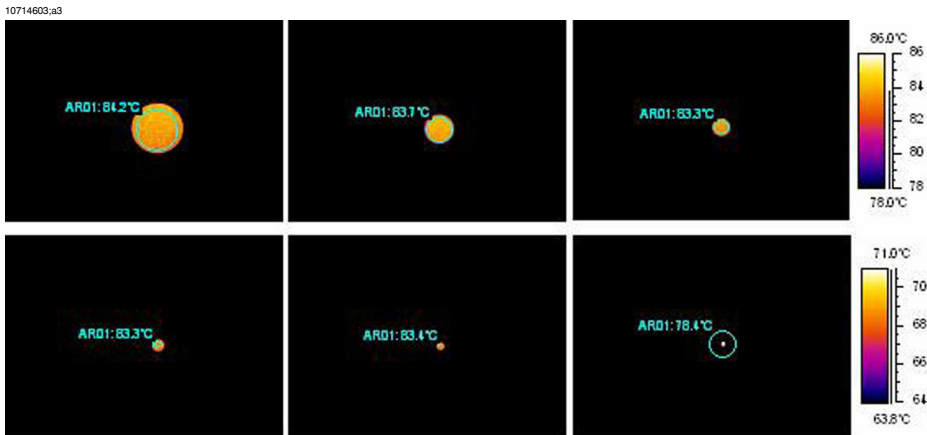 10714603;a3
AR01: 84.2°C
AR01: 83.7°C
AR01: 83.3°C
86.0°C
86
84
82
80
78
78.0°C
AR01: 83.3°C
AR01: 83.4°C
AR01: 78.4°C
71.0°C
70
68
66
64
63.8°C